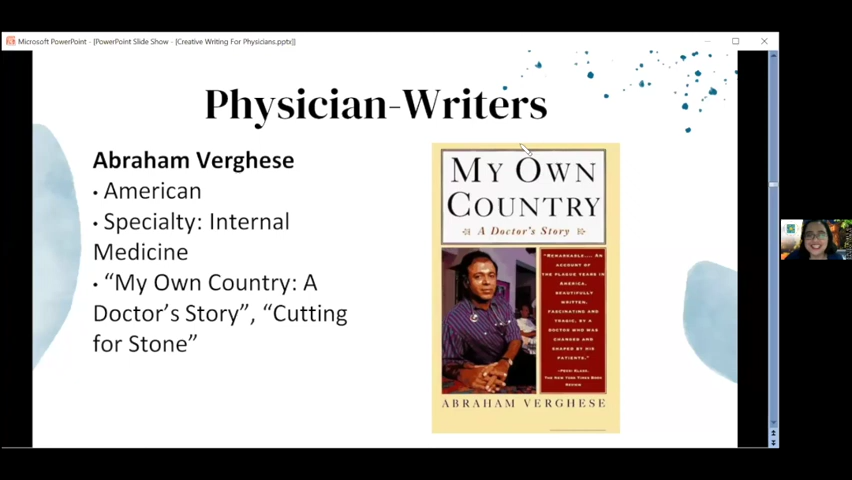 Microsoft PowerPoint - [PowerPoint Slide Show - [Creative Writing For Physicians.pptx]]
Physician-Writers
Abraham Verghese
• American
• Specialty: Internal
Medicine
• “My Own Country: A
Doctor’s Story”, “Cutting
for Stone”
MY OWN
COUNTRY
A Doctor's Story
"REMARKABLE.... AN
ACCOUNT OF
THE PLAGUE YEARS IN
AMERICA.
BEAUTIFULLY
WRITTEN,
FASCINATING AND
TRAGIC, BY A
DOCTOR WHO WAS
CHANGED AND
SHAPED BY HIS
PATIENTS."
—PERRI KLASS,
THE NEW YORK TIMES BOOK
REVIEW
ABRAHAM VERGHESE